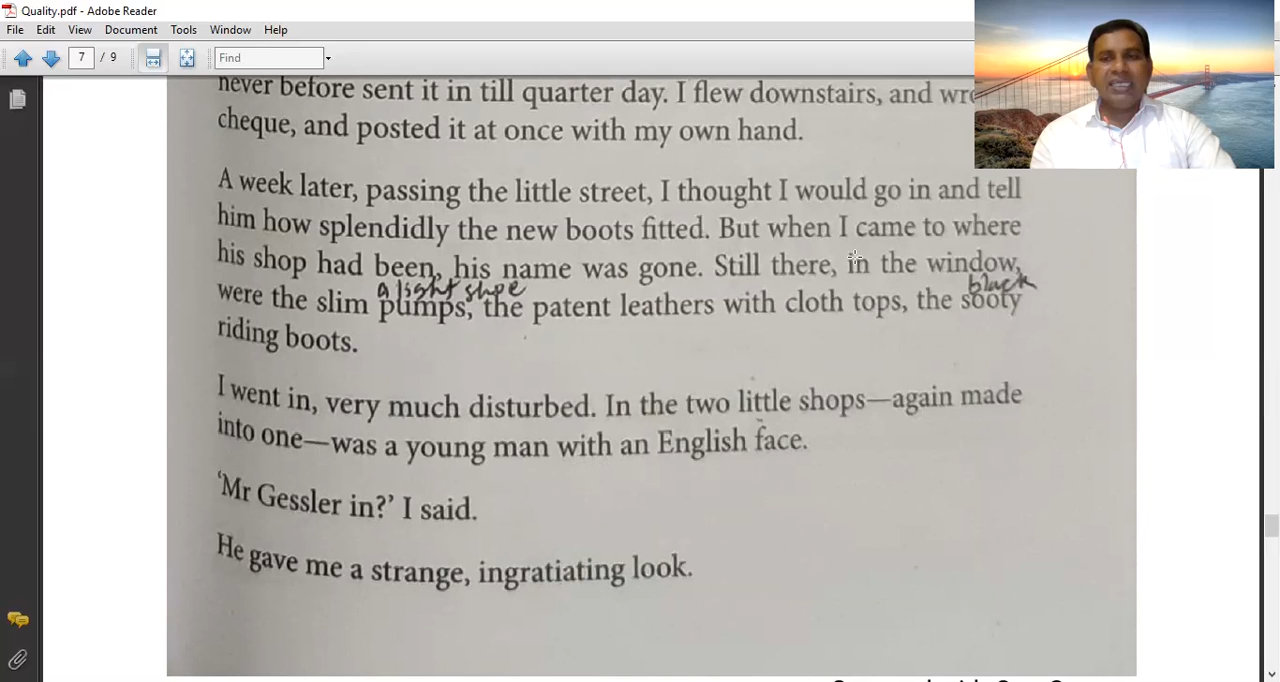 Quality.pdf - Adobe Reader
File Edit View Document Tools Window Help
7 / 9 Find
never before sent it in till quarter day. I flew downstairs, and
cheque, and posted it at once with my own hand.
A week later, passing the little street, I thought I would go in and tell
him how splendidly the new boots fitted. But when I came to where
his shop had been, his name was gone. Still there, in the window,
a light shoe black
were the slim pumps, the patent leathers with cloth tops, the sooty
riding boots.
I went in, very much disturbed. In the two little shops—again made
into one—was a young man with an English face.
‘Mr Gessler in?’ I said.
He gave me a strange, ingratiating look.